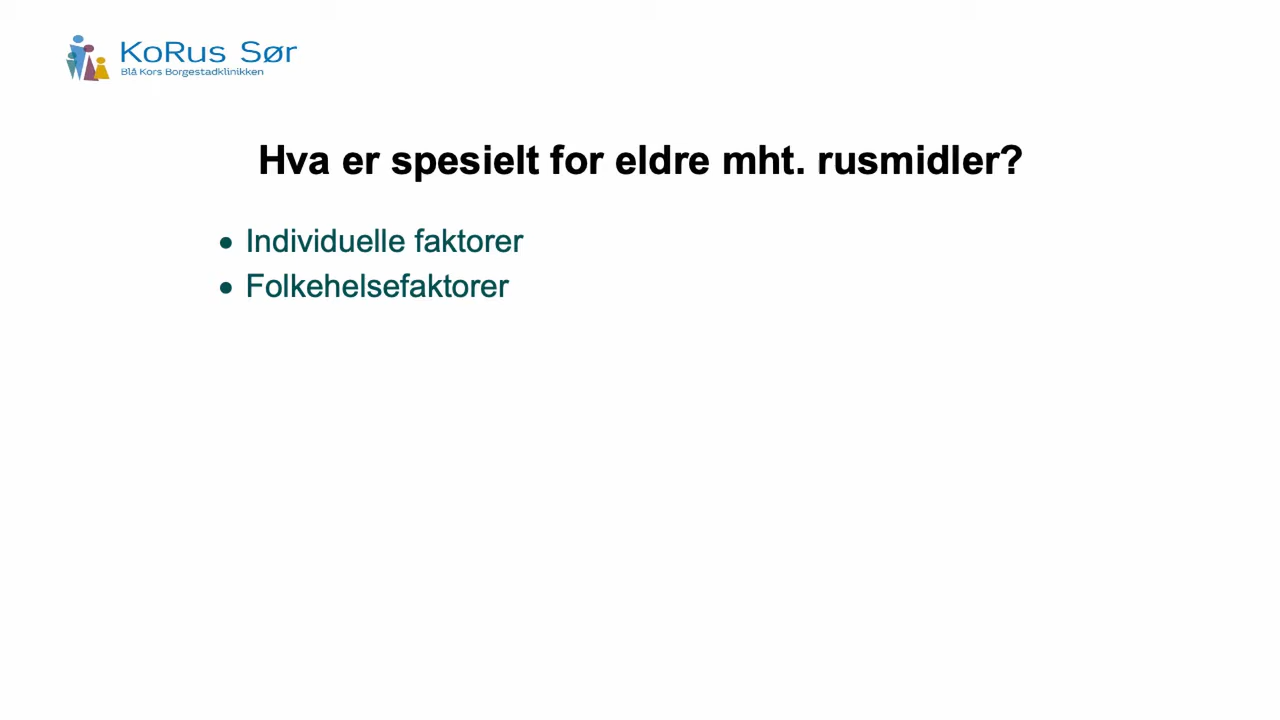 KoRus Sør
Blå Kors Borgestadklinikken
Hva er spesielt for eldre mht. rusmidler?
• Individuelle faktorer
• Folkehelsefaktorer